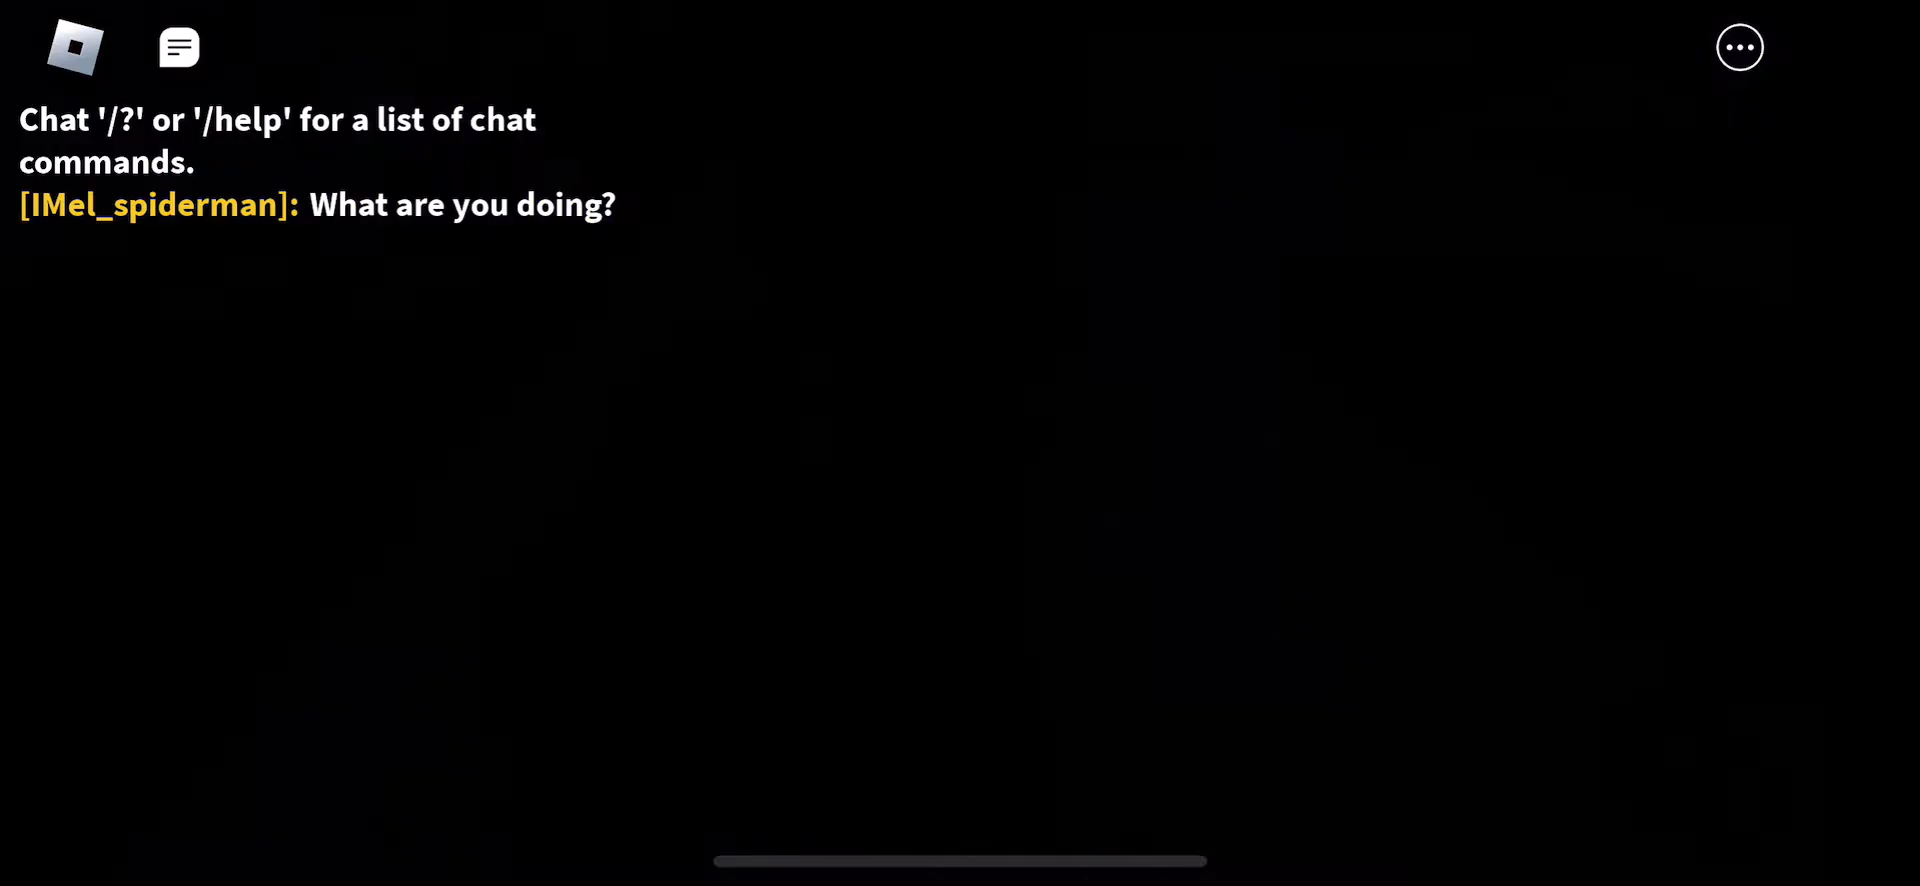 Chat '/?' or '/help' for a list of chat
commands.
[IMel_spiderman]: What are you doing?